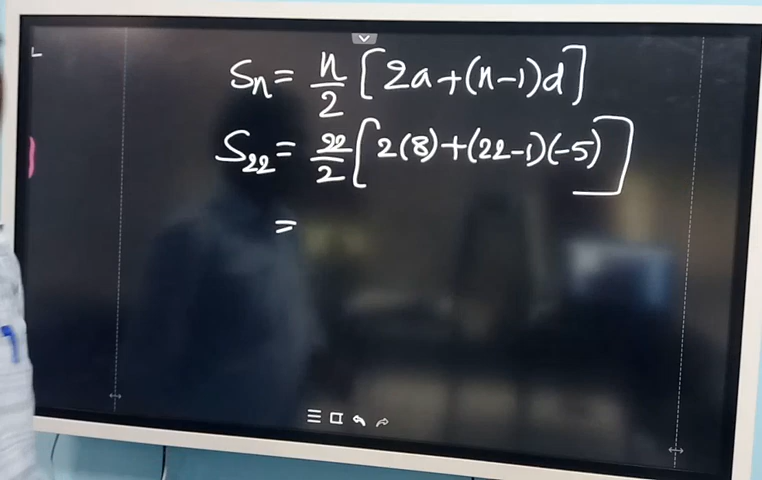 Sn = n/2 [2a+(n-1)d]
S22 = 22/2 [2(8)+(22-1)(-5)]
=